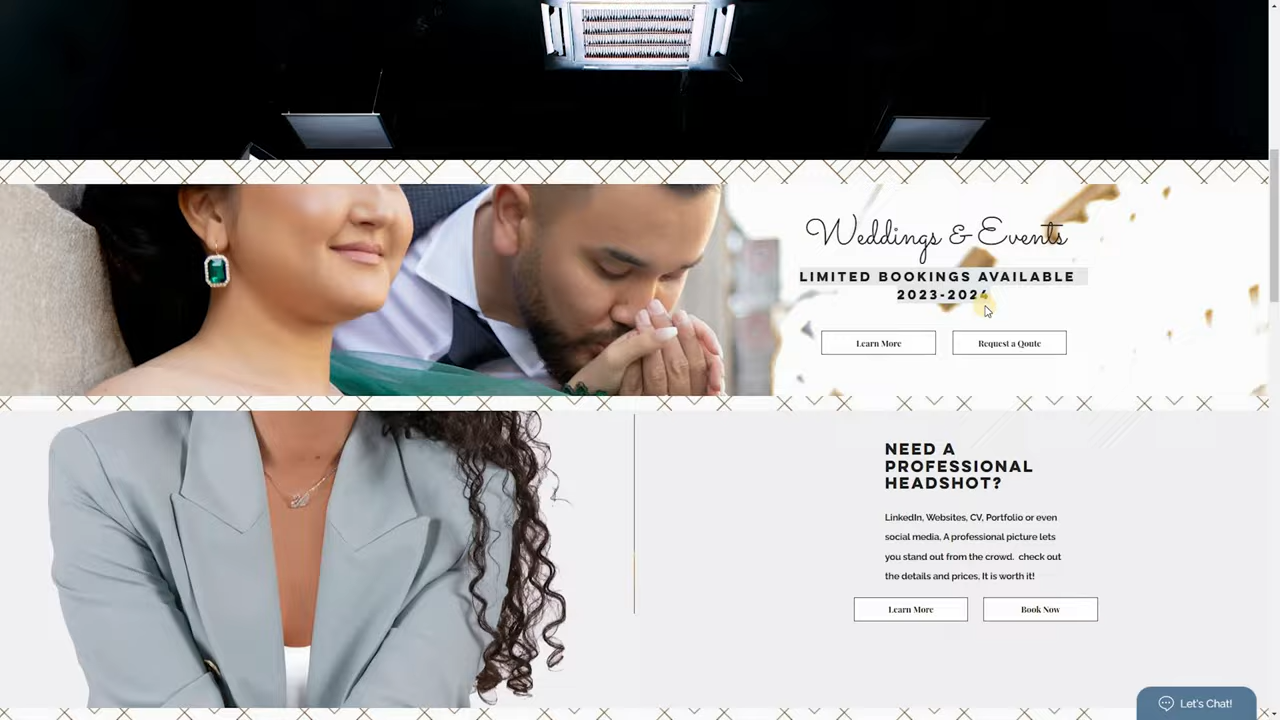 Weddings & Events
LIMITED BOOKINGS AVAILABLE
2023-2024
Learn More
Request a Qoute
NEED A
PROFESSIONAL
HEADSHOT?
LinkedIn, Websites, CV, Portfolio or even
social media, A professional picture lets
you stand out from the crowd. check out
the details and prices. It is worth it!
Learn More
Book Now
Let's Chat!